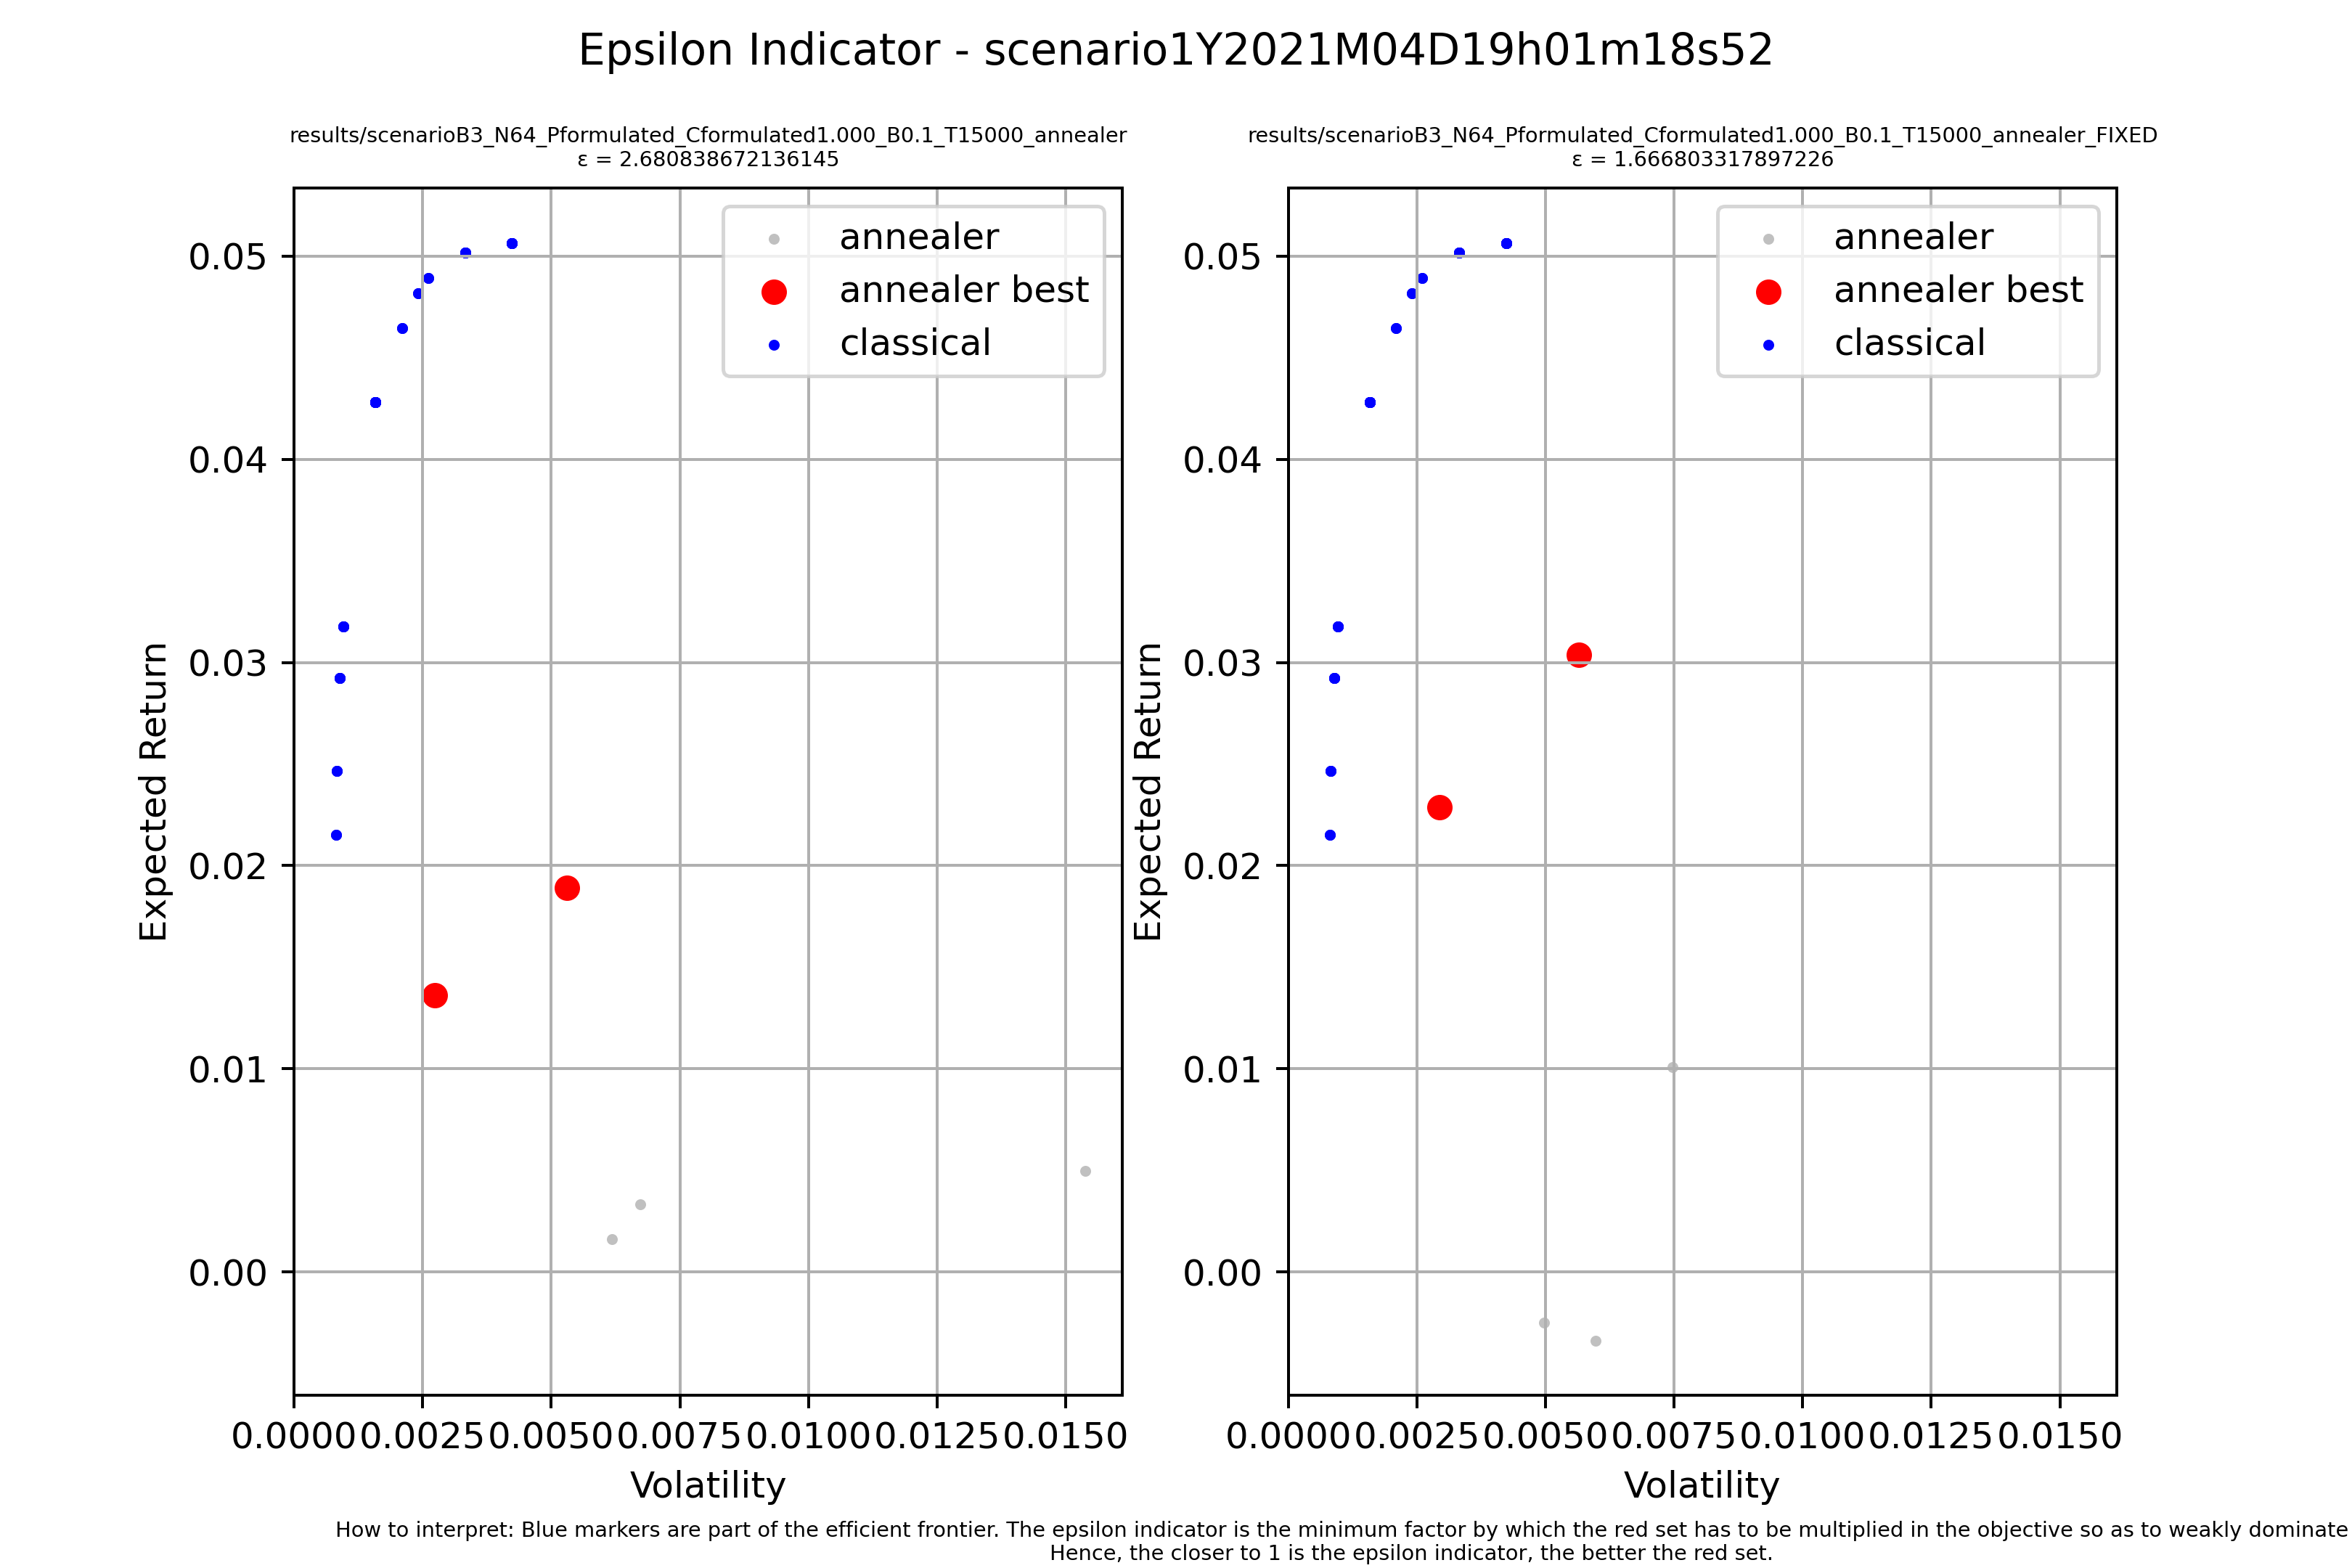 Epsilon Indicator - scenario1Y2021M04D19h01m18s52
results/scenarioB3_N64_Pformulated_Cformulated1.000_B0.1_T15000_annealer
ε = 2.680838672136145
annealer
annealer best
classical
0.05
0.04
0.03
0.02
0.01
0.00
Expected Return
0.0000 0.0025 0.0050 0.0075 0.0100 0.0125 0.0150
Volatility
results/scenarioB3_N64_Pformulated_Cformulated1.000_B0.1_T15000_annealer_FIXED
ε = 1.666803317897226
annealer
annealer best
classical
0.05
0.04
0.03
0.02
0.01
0.00
Expected Return
0.0000 0.0025 0.0050 0.0075 0.0100 0.0125 0.0150
Volatility
How to interpret: Blue markers are part of the efficient frontier. The epsilon indicator is the minimum factor by which the red set has to be multiplied in the objective so as to weakly dominate
Hence, the closer to 1 is the epsilon indicator, the better the red set.